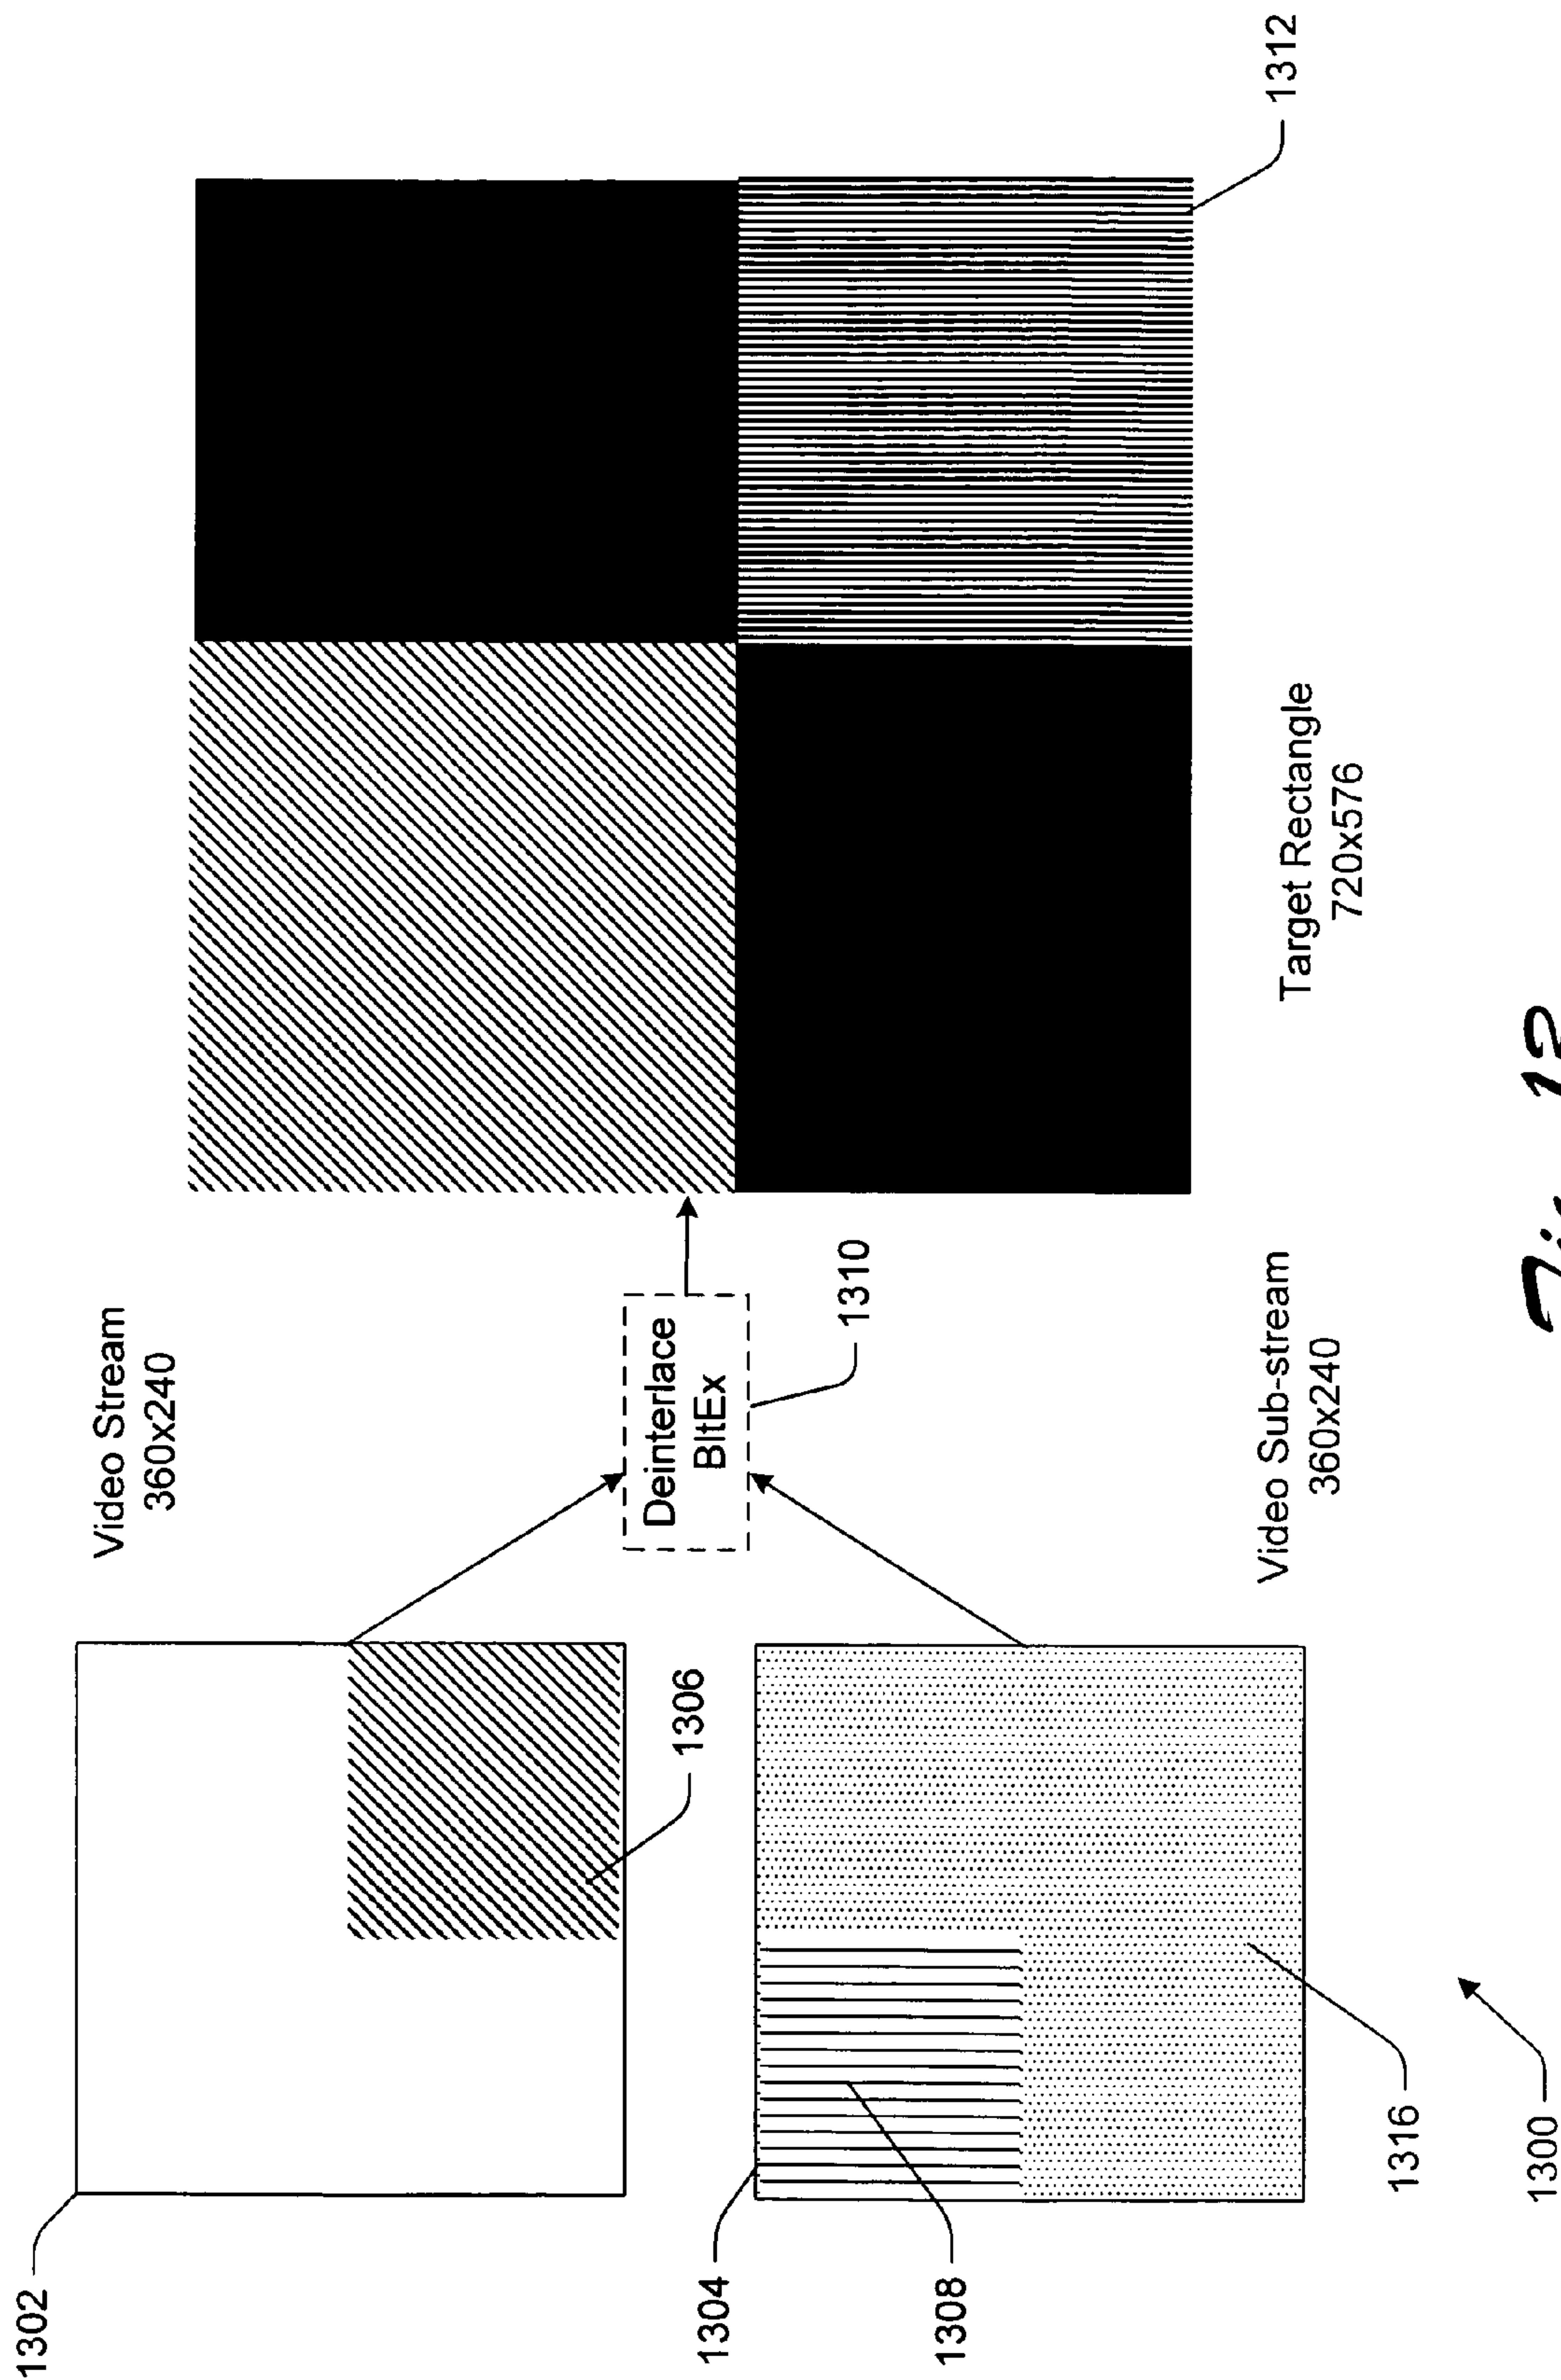 1302
Video Stream
360x240
Deinterlace
BltEx
1306
1304
1310
1308
1312
Video Sub-stream
360x240
Target Rectangle
720x576
1316
1300